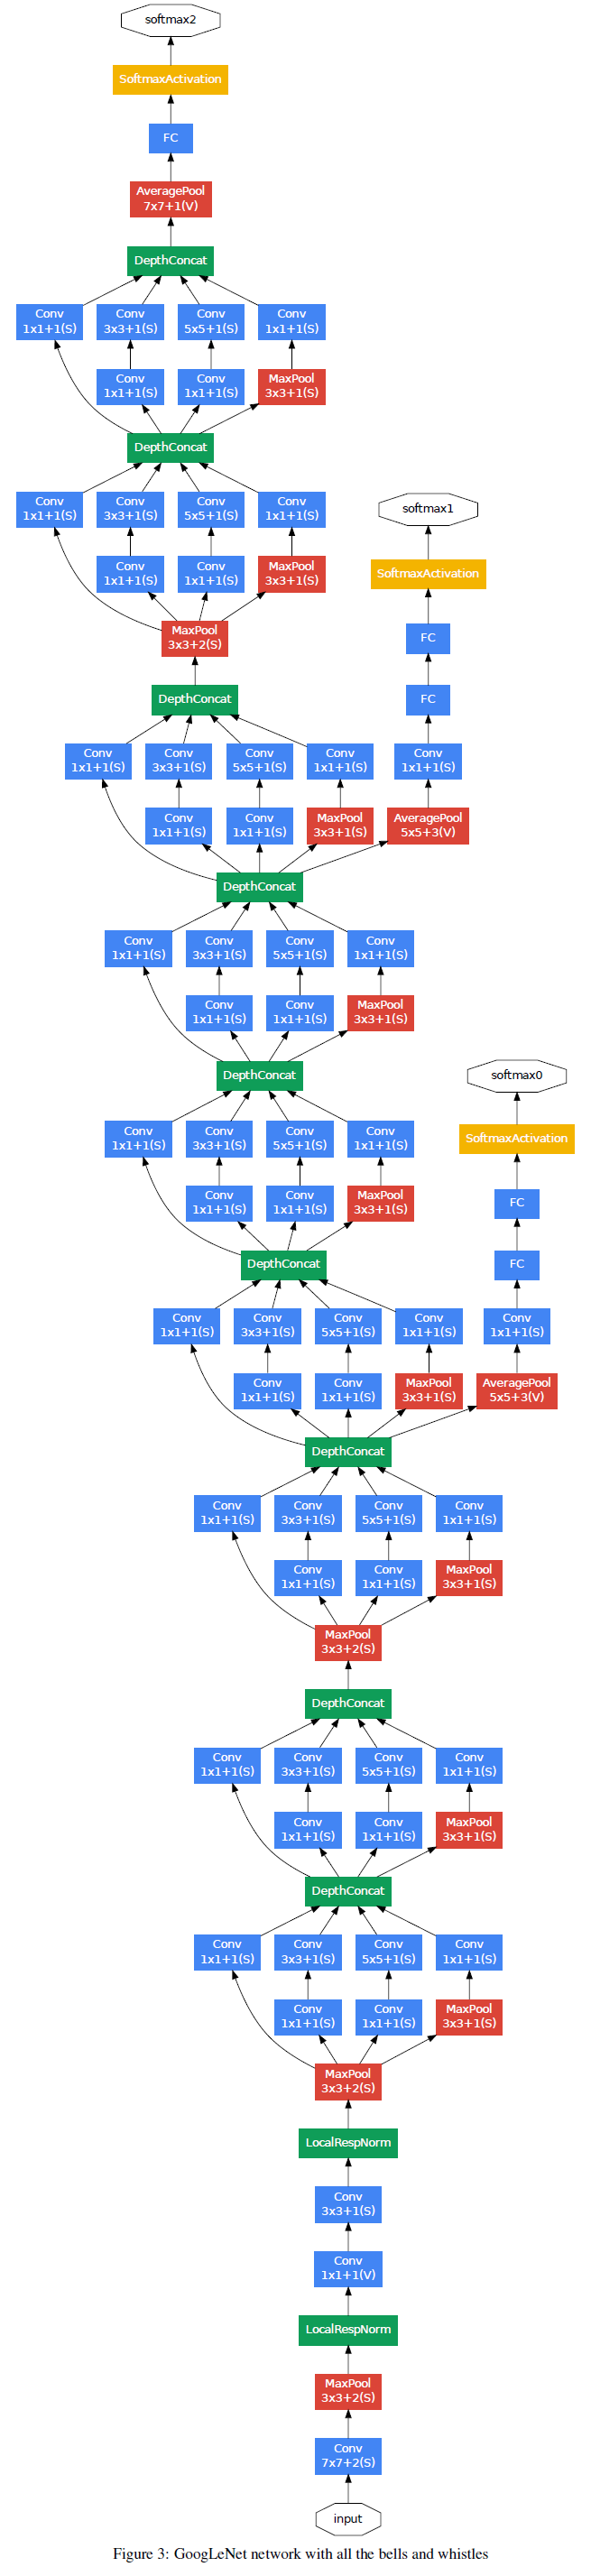 softmax2
SoftmaxActivation
FC
AveragePool
7x7+1(V)
DepthConcat
Conv Conv Conv Conv
1x1+1(S) 3x3+1(S) 5x5+1(S) 1x1+1(S)
Conv Conv MaxPool
1x1+1(S) 1x1+1(S) 3x3+1(S)
DepthConcat
Conv Conv Conv Conv
1x1+1(S) 3x3+1(S) 5x5+1(S) 1x1+1(S)
softmax1
Conv Conv MaxPool
1x1+1(S) 1x1+1(S) 3x3+1(S)
SoftmaxActivation
MaxPool
3x3+2(S)
FC
DepthConcat
FC
Conv Conv Conv Conv Conv
1x1+1(S) 3x3+1(S) 5x5+1(S) 1x1+1(S) 1x1+1(S)
Conv Conv MaxPool AveragePool
1x1+1(S) 1x1+1(S) 3x3+1(S) 5x5+3(V)
DepthConcat
Conv Conv Conv Conv
1x1+1(S) 3x3+1(S) 5x5+1(S) 1x1+1(S)
Conv Conv MaxPool
1x1+1(S) 1x1+1(S) 3x3+1(S)
DepthConcat
softmax0
Conv Conv Conv Conv
1x1+1(S) 3x3+1(S) 5x5+1(S) 1x1+1(S)
SoftmaxActivation
Conv Conv MaxPool
1x1+1(S) 1x1+1(S) 3x3+1(S)
FC
DepthConcat
FC
Conv Conv Conv Conv Conv
1x1+1(S) 3x3+1(S) 5x5+1(S) 1x1+1(S) 1x1+1(S)
Conv Conv MaxPool AveragePool
1x1+1(S) 1x1+1(S) 3x3+1(S) 5x5+3(V)
DepthConcat
Conv Conv Conv Conv
1x1+1(S) 3x3+1(S) 5x5+1(S) 1x1+1(S)
Conv Conv MaxPool
1x1+1(S) 1x1+1(S) 3x3+1(S)
MaxPool
3x3+2(S)
DepthConcat
Conv Conv Conv Conv
1x1+1(S) 3x3+1(S) 5x5+1(S) 1x1+1(S)
Conv Conv MaxPool
1x1+1(S) 1x1+1(S) 3x3+1(S)
DepthConcat
Conv Conv Conv Conv
1x1+1(S) 3x3+1(S) 5x5+1(S) 1x1+1(S)
Conv Conv MaxPool
1x1+1(S) 1x1+1(S) 3x3+1(S)
MaxPool
3x3+2(S)
LocalRespNorm
Conv
3x3+1(S)
Conv
1x1+1(V)
LocalRespNorm
MaxPool
3x3+2(S)
Conv
7x7+2(S)
input
Figure 3: GoogLeNet network with all the bells and whistles